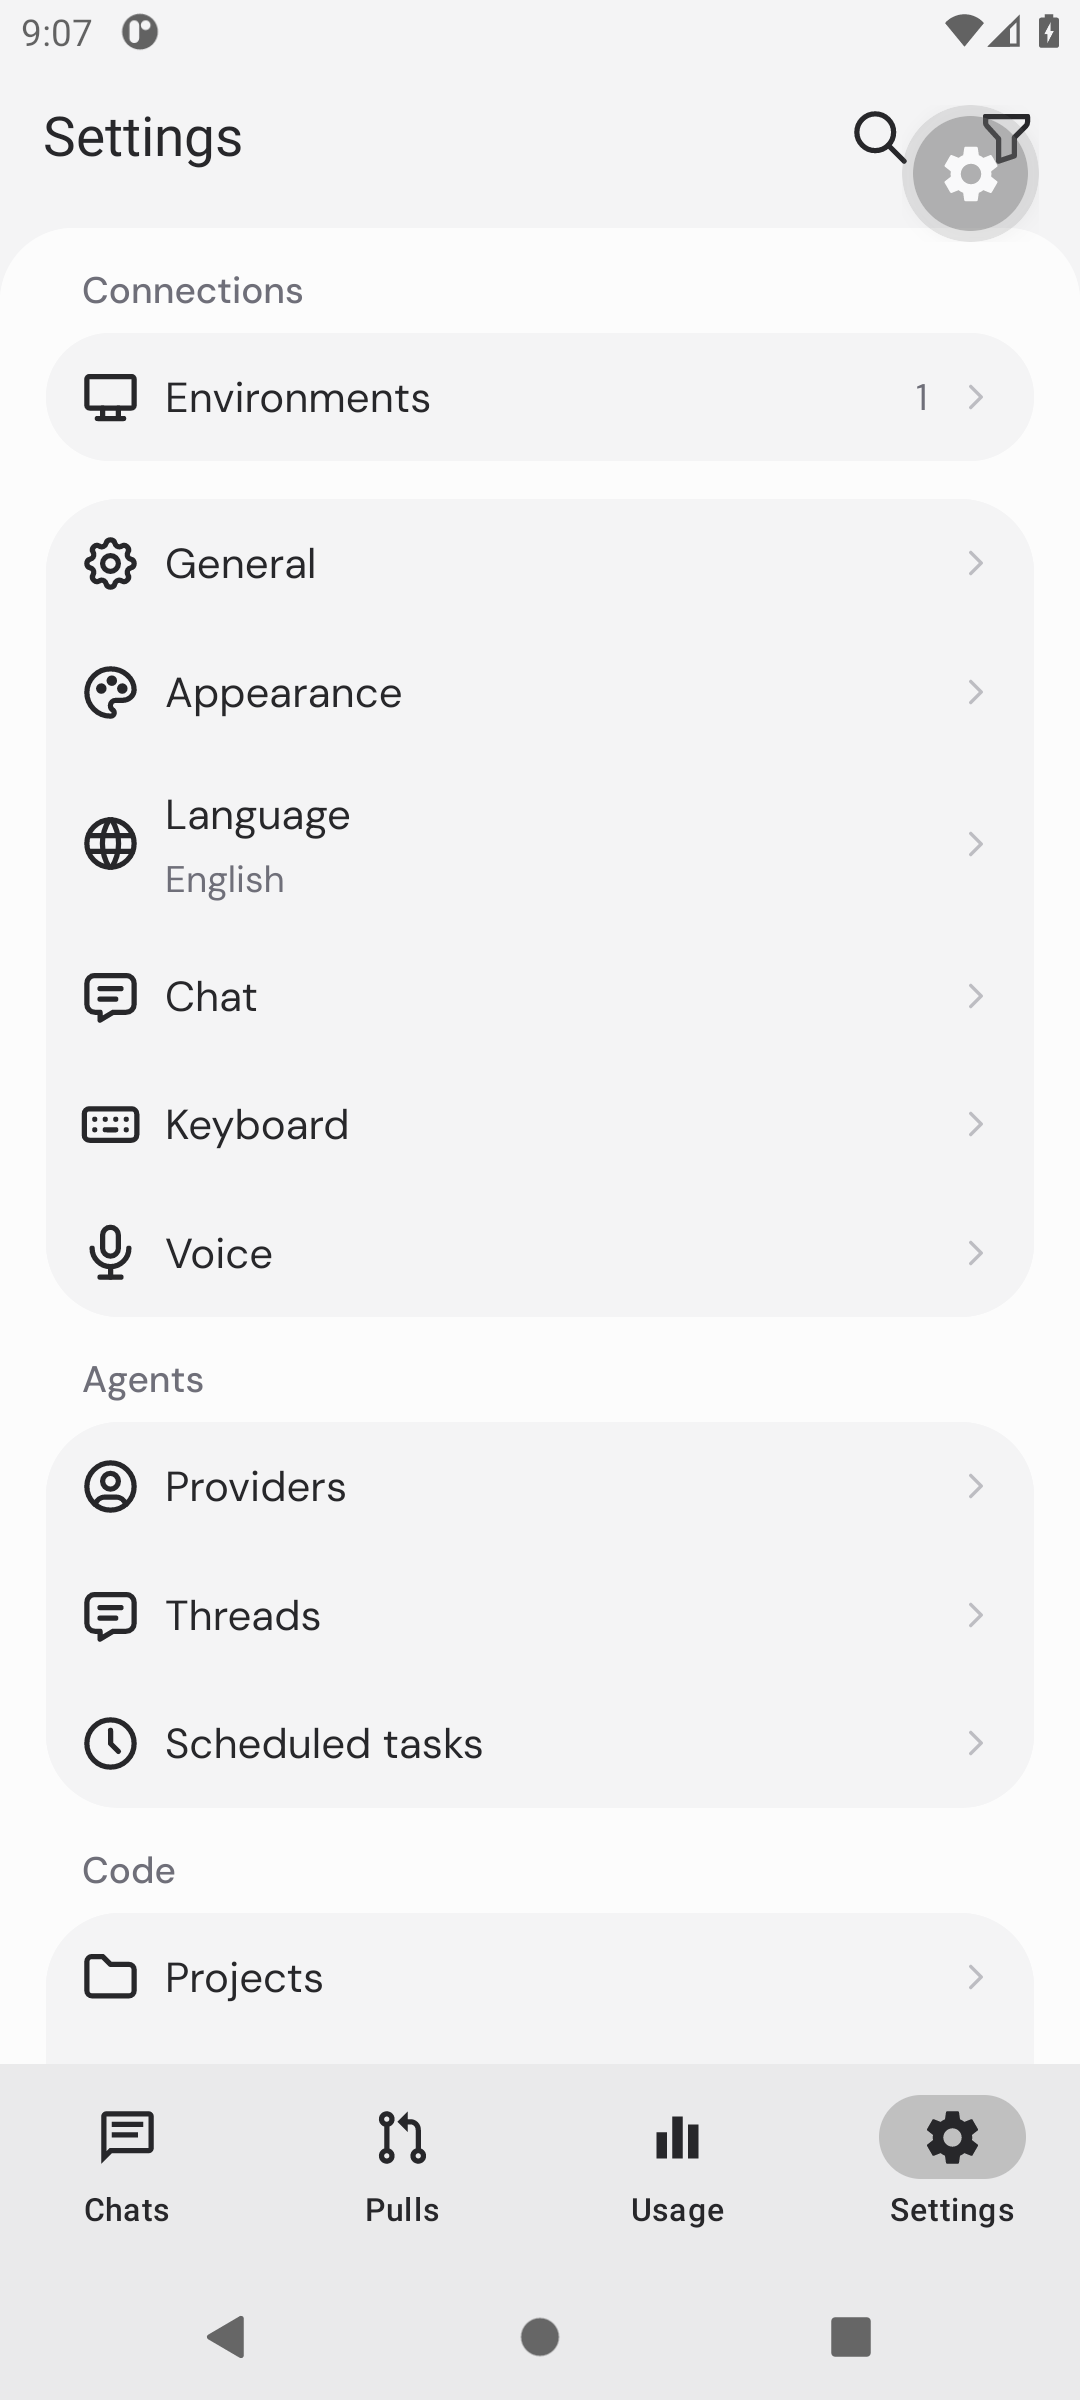 9:07
Settings
Connections
Environments 1
General
Appearance
Language
English
Chat
Keyboard
Voice
Agents
Providers
Threads
Scheduled tasks
Code
Projects
Chats Pulls Usage Settings